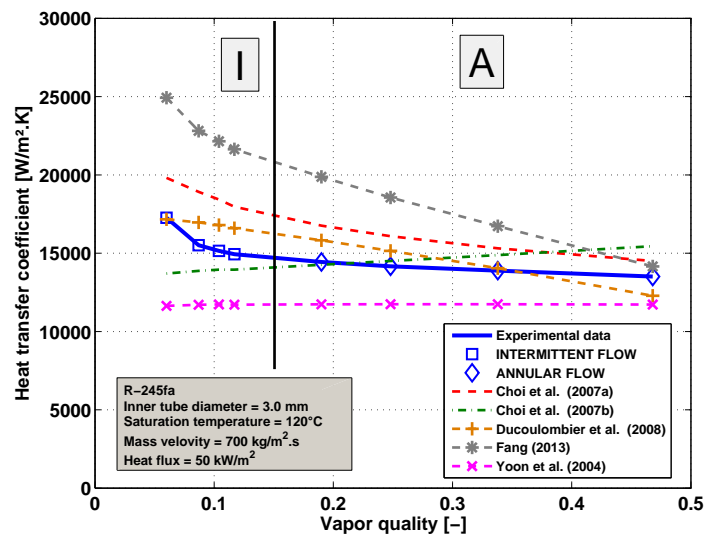 I
A
30000
25000
20000
15000
10000
5000
0
Heat transfer coefficient [W/m².K]
0
0.1
0.2
0.3
0.4
0.5
Vapor quality [−]
R−245fa
Inner tube diameter = 3.0 mm
Saturation temperature = 120°C
Mass velovity = 700 kg/m².s
Heat flux = 50 kW/m²
Experimental data
INTERMITTENT FLOW
ANNULAR FLOW
Choi et al. (2007a)
Choi et al. (2007b)
Ducoulombier et al. (2008)
Fang (2013)
Yoon et al. (2004)